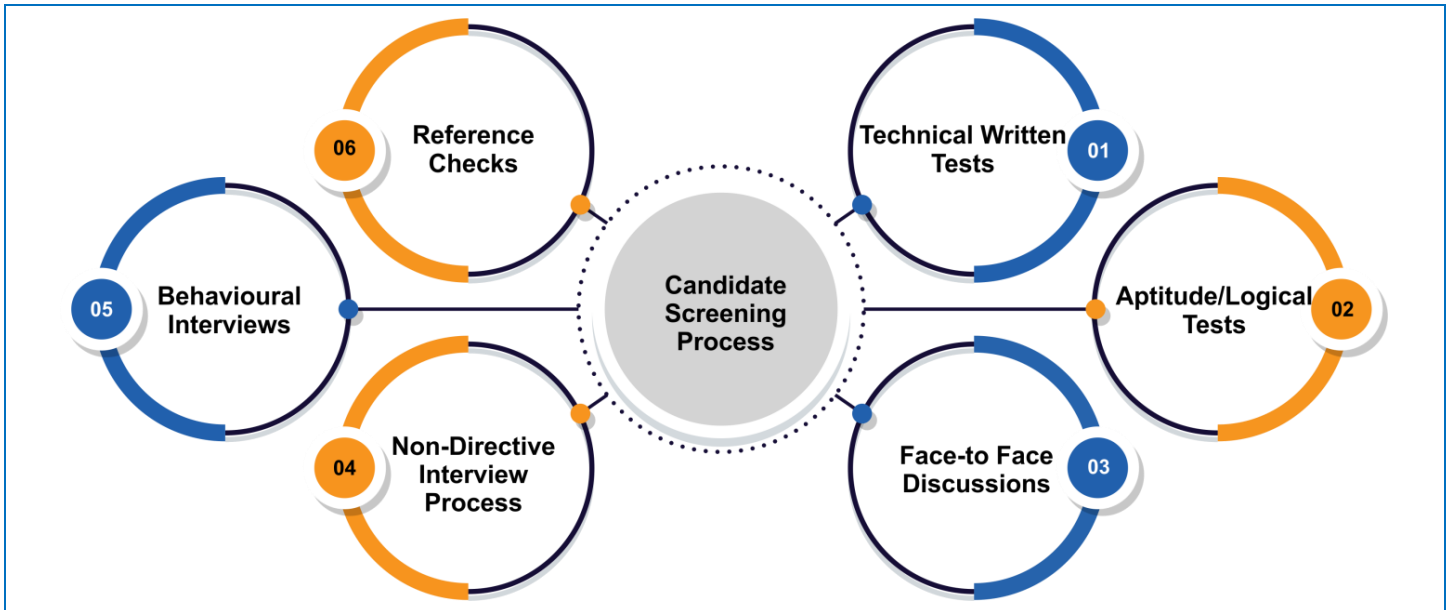 Candidate
Screening
Process
01
Technical Written
Tests
02
Aptitude/Logical
Tests
03
Face-to Face
Discussions
04
Non-Directive
Interview
Process
05
Behavioural
Interviews
06
Reference
Checks